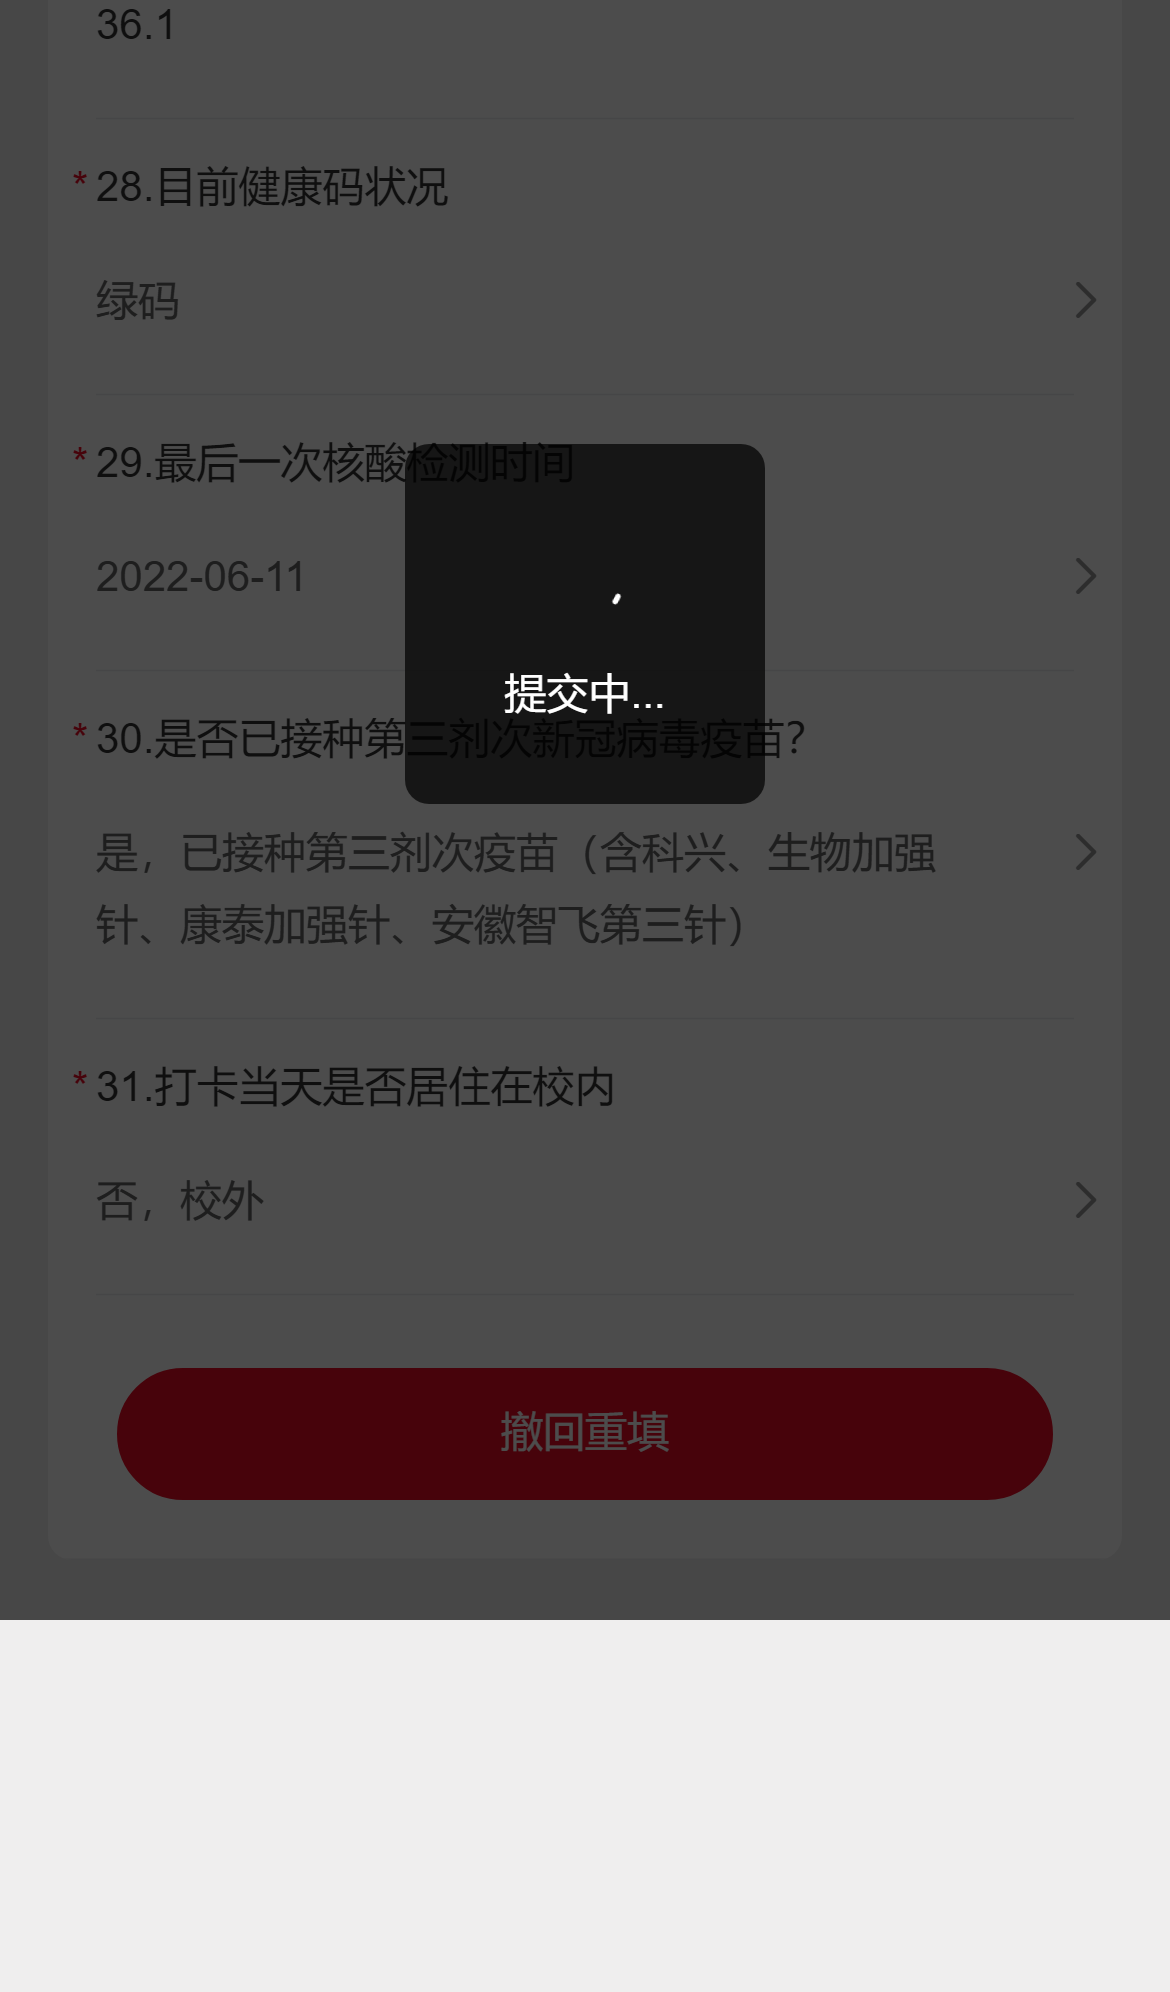 36.1
* 28.目前健康码状况
绿码
* 29.最后一次核酸检测时间
2022-06-11
提交中...
* 30.是否已接种第三剂次新冠病毒疫苗？
是，已接种第三剂次疫苗（含科兴、生物加强
针、康泰加强针、安徽智飞第三针）
* 31.打卡当天是否居住在校内
否，校外
撤回重填